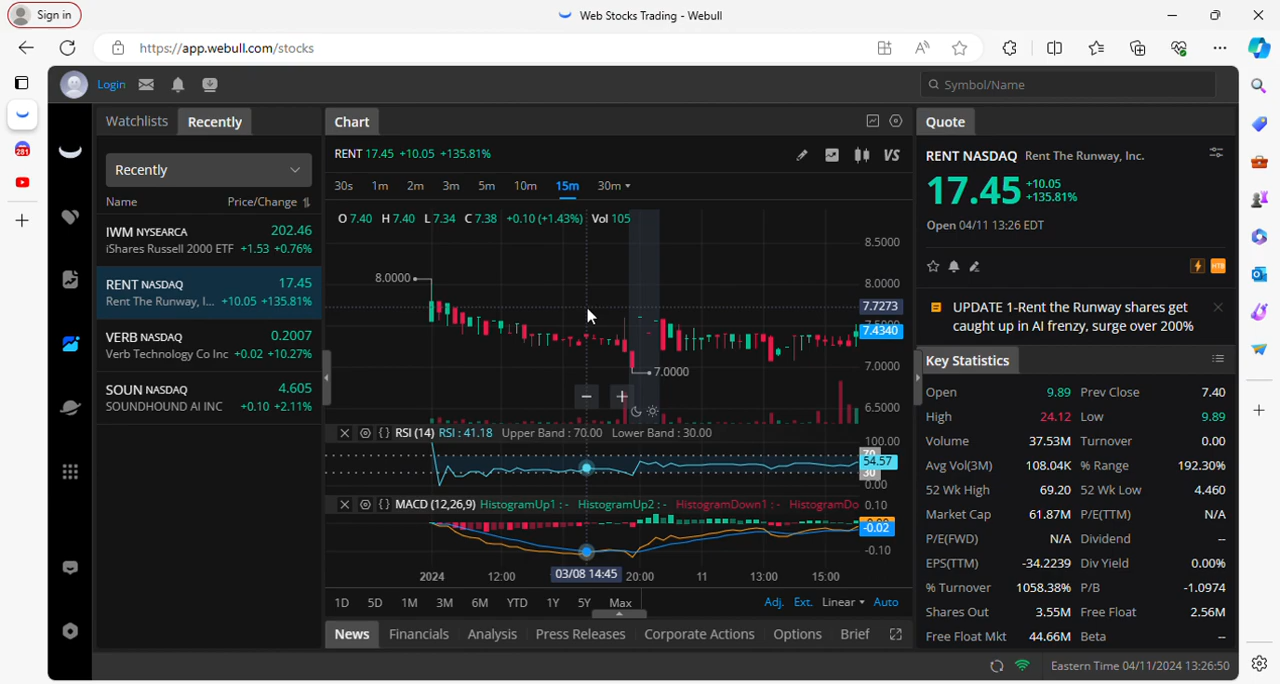 Sign in
Web Stocks Trading - Webull
https://app.webull.com/stocks
281
Login
Symbol/Name
Watchlists Recently
Recently
Name Price/Change
IWM NYSEARCA 202.46
iShares Russell 2000 ETF +1.53 +0.76%
RENT NASDAQ 17.45
Rent The Runway, I... +10.05 +135.81%
VERB NASDAQ 0.2007
Verb Technology Co Inc +0.02 +10.27%
SOUN NASDAQ 4.605
SOUNDHOUND AI INC +0.10 +2.11%
Chart
RENT 17.45 +10.05 +135.81%
VS
30s 1m 2m 3m 5m 10m 15m 30m
O 7.40 H 7.40 L 7.34 C 7.38 +0.10 (+1.43%) Vol 105
8.5000
8.0000
8.0000
7.7273
7.4340
7.0000
7.0000
6.5000
RSI (14) RSI : 41.18 Upper Band : 70.00 Lower Band : 30.00
100.00
54.57
0.00
MACD (12,26,9) HistogramUp1 : - HistogramUp2 : - HistogramDown1 : - HistogramDo
0.10
-0.02
-0.10
2024 12:00 03/08 14:45 20:00 11 13:00 15:00
1D 5D 1M 3M 6M YTD 1Y 5Y Max Adj. Ext. Linear Auto
News Financials Analysis Press Releases Corporate Actions Options Brief
Quote
RENT NASDAQ Rent The Runway, Inc.
17.45 +10.05
+135.81%
Open 04/11 13:26 EDT
HTB
UPDATE 1-Rent the Runway shares get
caught up in AI frenzy, surge over 200%
Key Statistics
Open 9.89 Prev Close 7.40
High 24.12 Low 9.89
Volume 37.53M Turnover 0.00
Avg Vol(3M) 108.04K % Range 192.30%
52 Wk High 69.20 52 Wk Low 4.460
Market Cap 61.87M P/E(TTM) N/A
P/E(FWD) N/A Dividend --
EPS(TTM) -34.2239 Div Yield 0.00%
% Turnover 1058.38% P/B -1.0974
Shares Out 3.55M Free Float 2.56M
Free Float Mkt 44.66M Beta --
Eastern Time 04/11/2024 13:26:50